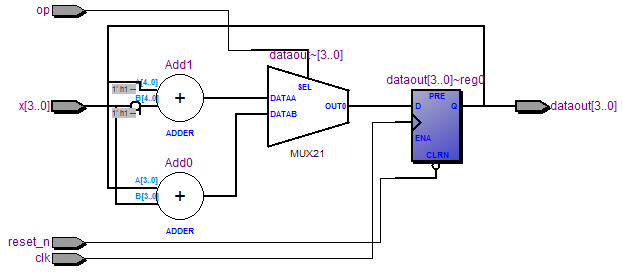 op
dataout~[3..0]
Add1
dataout[3..0]~reg0
A[4..0]
SEL
PRE
1' h1
B[4..0]
x[3..0]
DATAA
D
Q
dataout[3..0]
+
OUT0
1' h1
DATAB
ADDER
ENA
MUX21
CLRN
Add0
A[3..0]
+
B[3..0]
ADDER
reset_n
clk